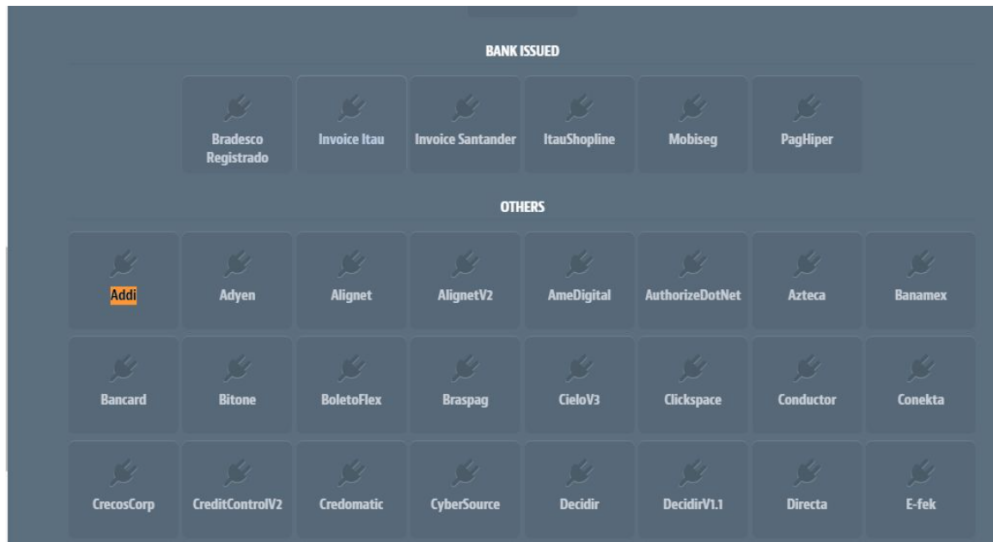 BANK ISSUED
Bradesco
Registrado
Invoice Itau
Invoice Santander
ItauShopline
Mobiseg
PagHiper
OTHERS
Addi
Adyen
Alignet
AlignetV2
AmeDigital
AuthorizeDotNet
Azteca
Banamex
Bancard
Bitone
BoletoFlex
Braspag
CieloV3
Clickspace
Conductor
Conekta
CrecosCorp
CreditControlV2
Credomatic
CyberSource
Decidir
DecidirV1.1
Directa
E-fek